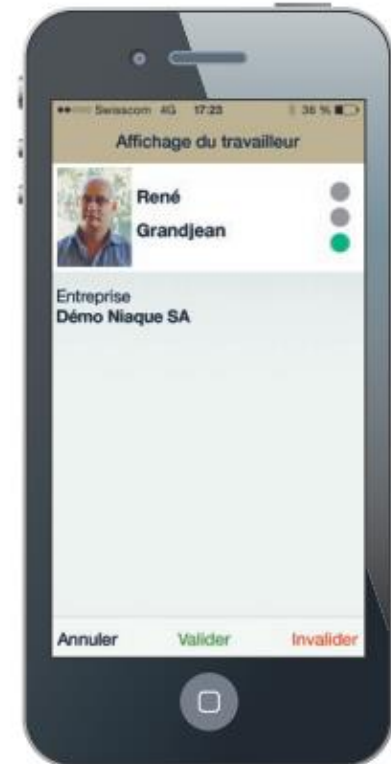 Swisscom 4G 17:23 36 %
Affichage du travailleur
René
Grandjean
Entreprise
Démo Niaque SA
Annuler Valider Invalider